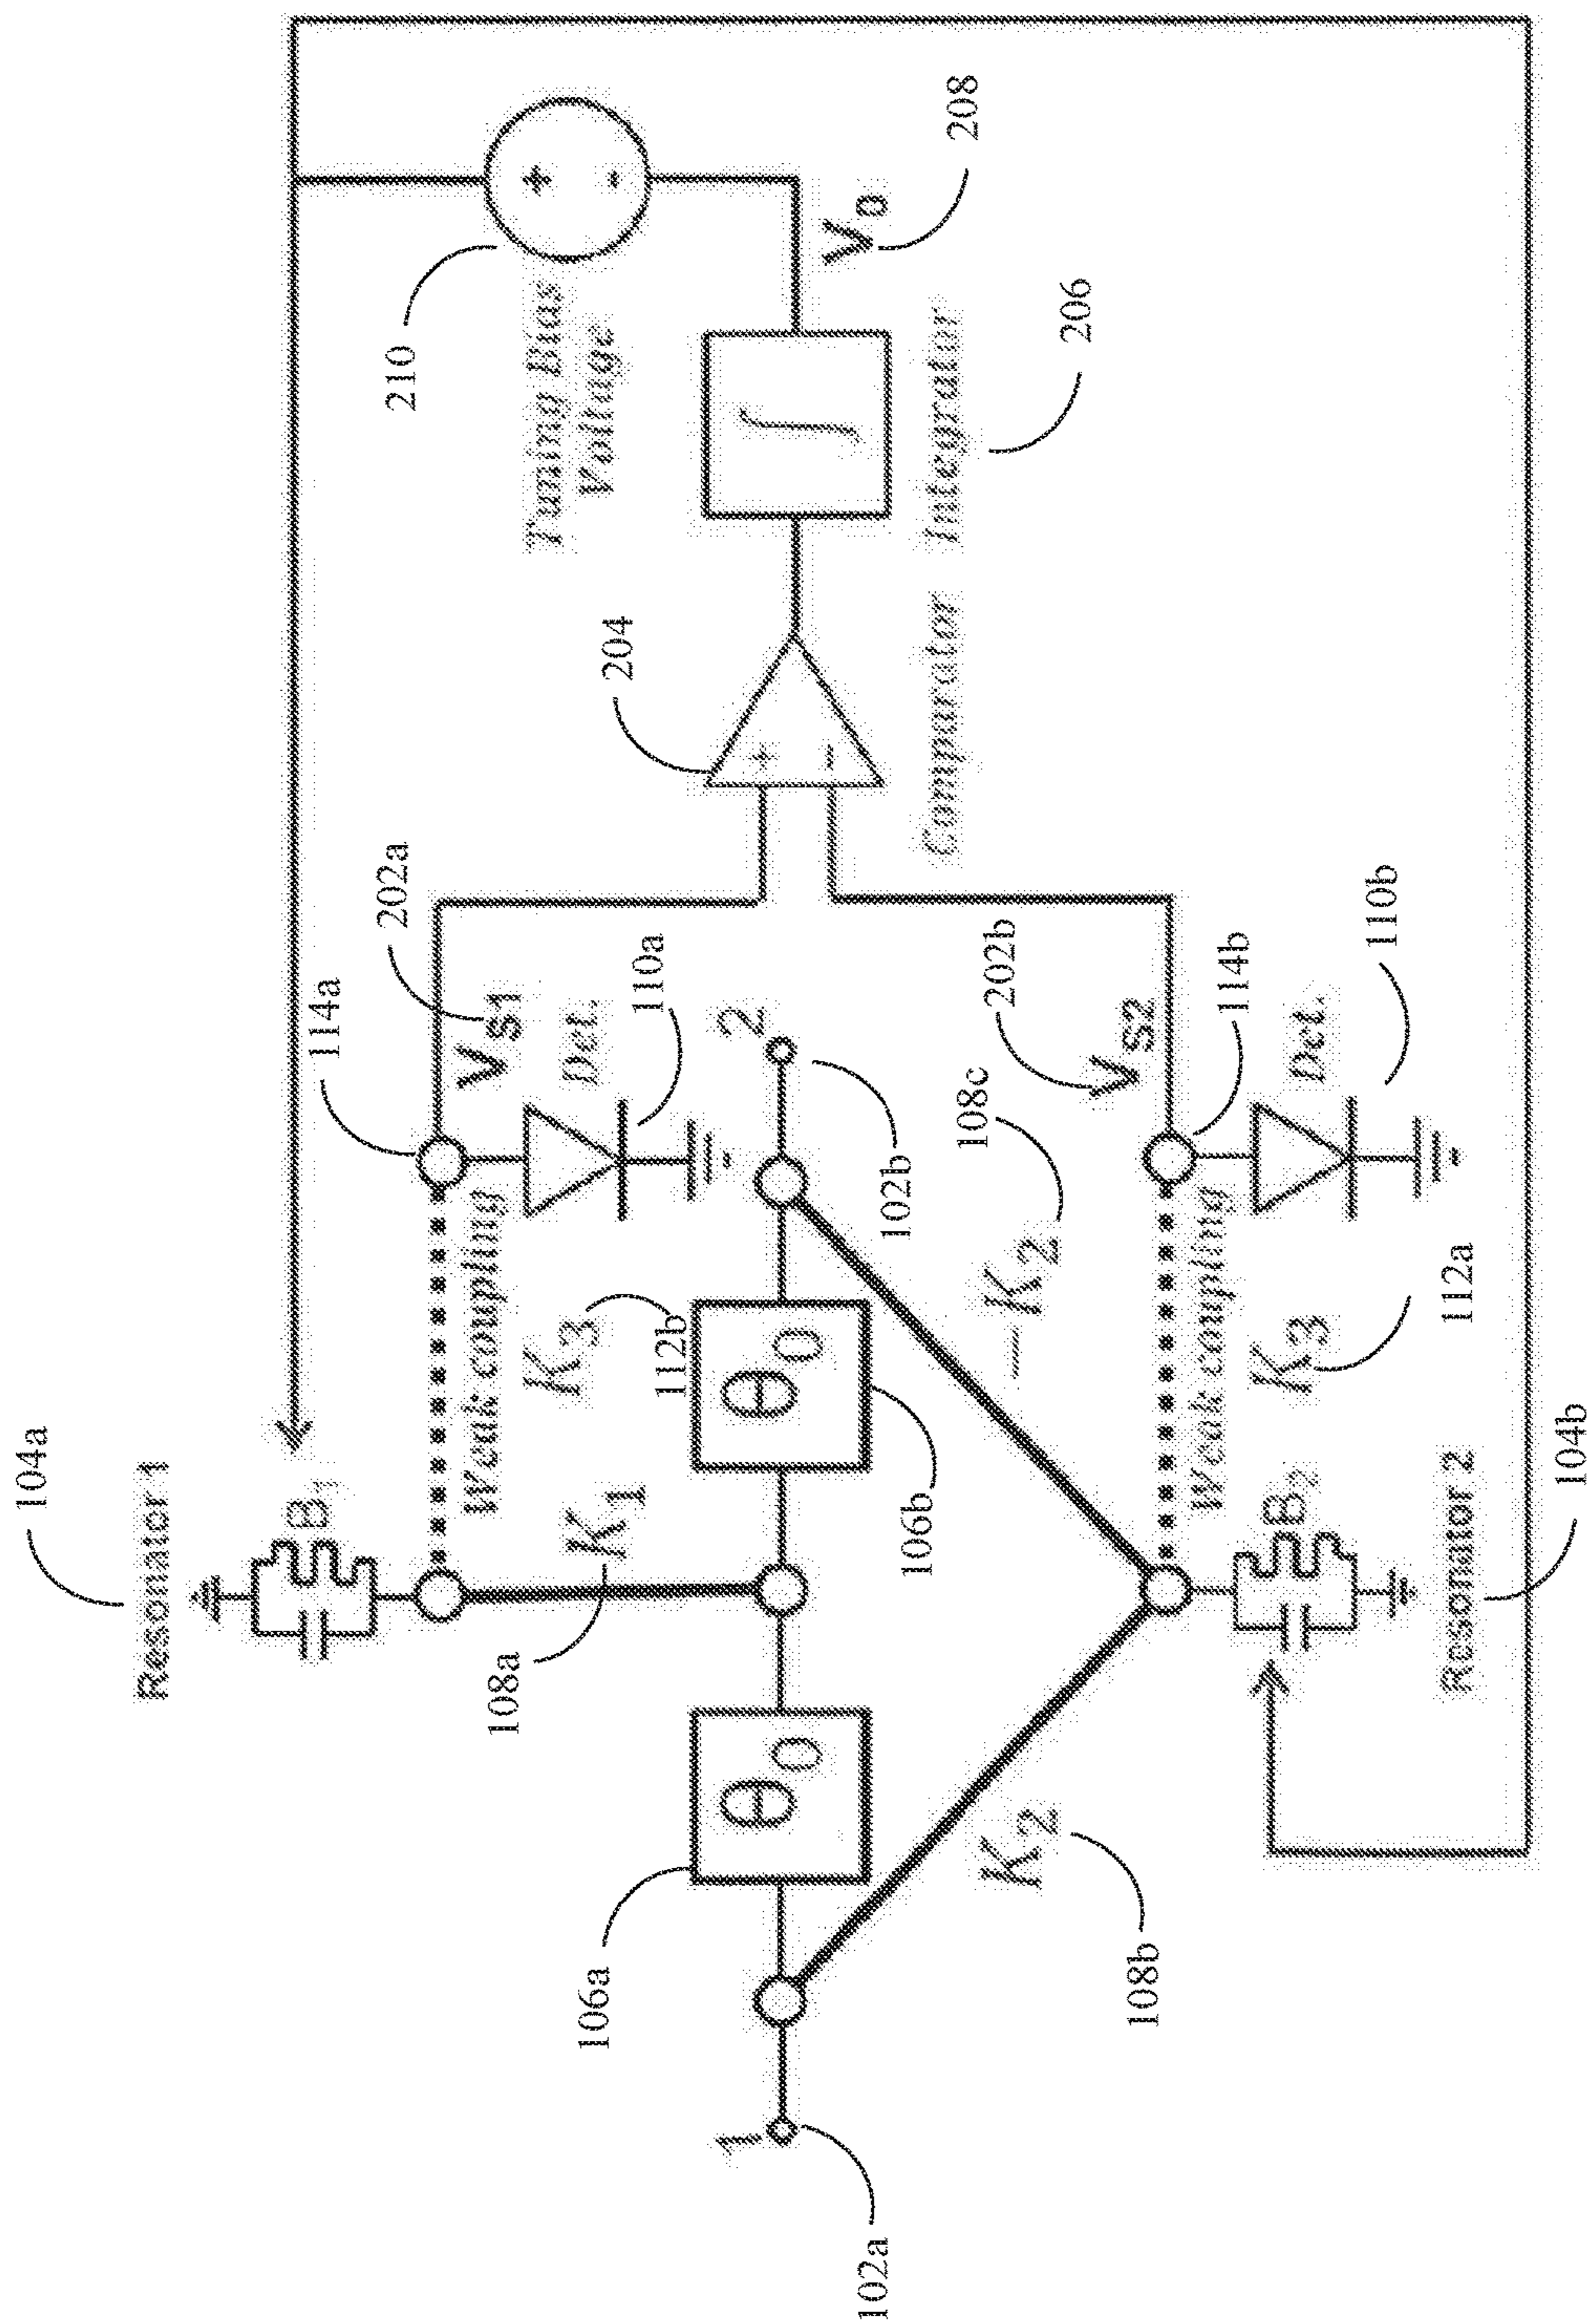 104a
Resonator 1
B1
114a
202a
VS1
Det.
110a
Weak coupling
K3
112b
K1
108a
210
+
-
Tuning Bias
Voltage
V0
208
∫
Integrator
206
204
+
-
Comparator
1
102a
θ0
106a
θ0
106b
2
102b
K2
108b
—K2
108c
202b
VS2
114b
Det.
110b
Weak coupling
K3
112a
B2
Resonator 2
104b